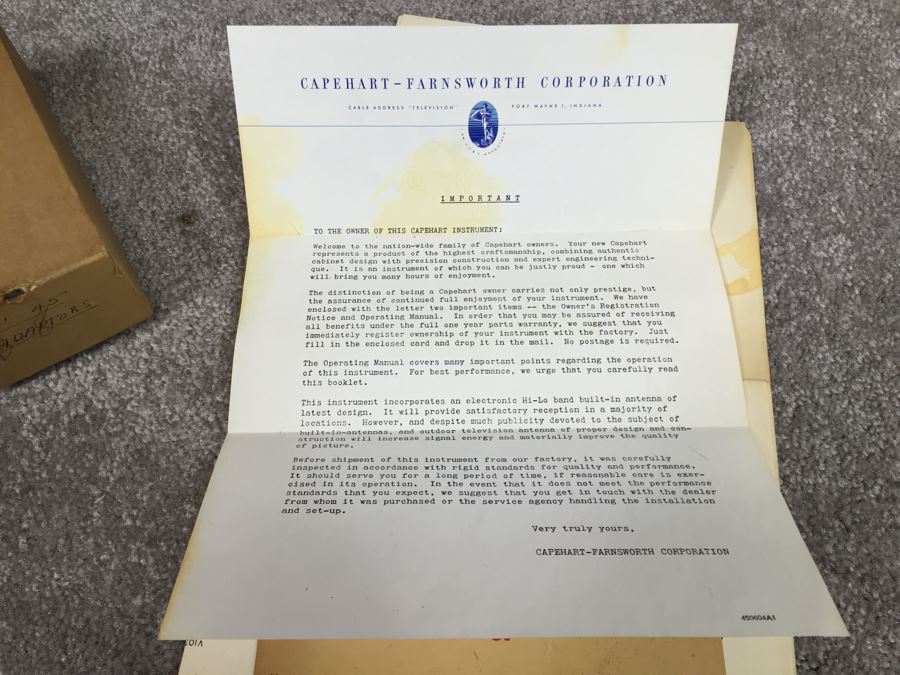 CAPEHART-FARNSWORTH CORPORATION
CABLE ADDRESS "TELEVISION" FORT WAYNE 1, INDIANA
IMPORTANT
TO THE OWNER OF THIS CAPEHART INSTRUMENT:
Welcome to the nation-wide family of Capehart owners. Your new Capehart
represents a product of the highest craftsmanship, combining authentic
cabinet design with precision construction and expert engineering techni-
que. It is an instrument of which you can be justly proud - one which
will bring you many hours of enjoyment.
The distinction of being a Capehart owner carries not only prestige, but
the assurance of continued full enjoyment of your instrument. We have
enclosed with the letter two important items -- the Owner's Registration
Notice and Operating Manual. In order that you may be assured of receiving
all benefits under the full one year parts warranty, we suggest that you
immediately register ownership of your instrument with the factory. Just
fill in the enclosed card and drop it in the mail. No postage is required.
The Operating Manual covers many important points regarding the operation
of this instrument. For best performance, we urge that you carefully read
this booklet.
This instrument incorporates an electronic Hi-Lo band built-in antenna of
latest design. It will provide satisfactory reception in a majority of
locations. However, and despite much publicity devoted to the subject of
built-in-antennas, and outdoor television antenna of proper design and con-
struction will increase signal energy and materially improve the quality
of picture.
Before shipment of this instrument from our factory, it was carefully
inspected in accordance with rigid standards for quality and performance.
It should serve you for a long period of time, if reasonable care is exer-
cised in its operation. In the event that it does not meet the performance
standards that you expect, we suggest that you get in touch with the dealer
from whom it was purchased or the service agency handling the installation
and set-up.
Very truly yours,
CAPEHART-FARNSWORTH CORPORATION
450604A1
45
ADAPTORS